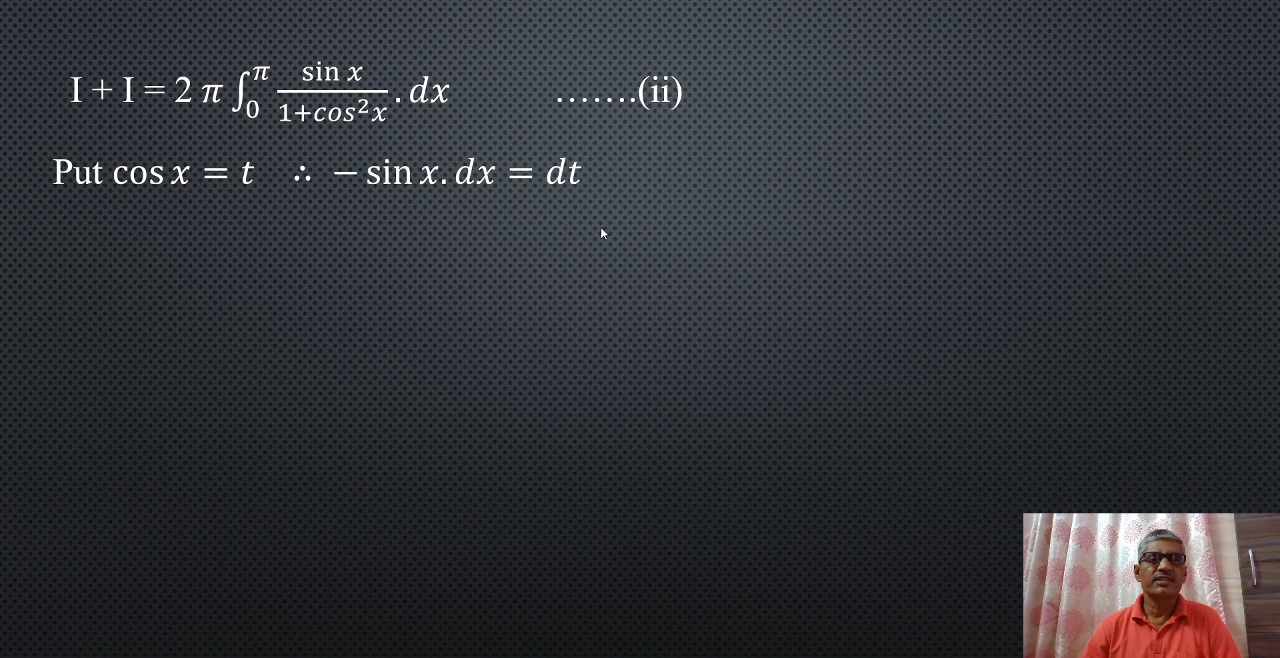 I + I = 2 π ∫₀^π sin x / 1+cos²x . dx …….(ii)
Put cos x = t ∴ − sin x. dx = dt